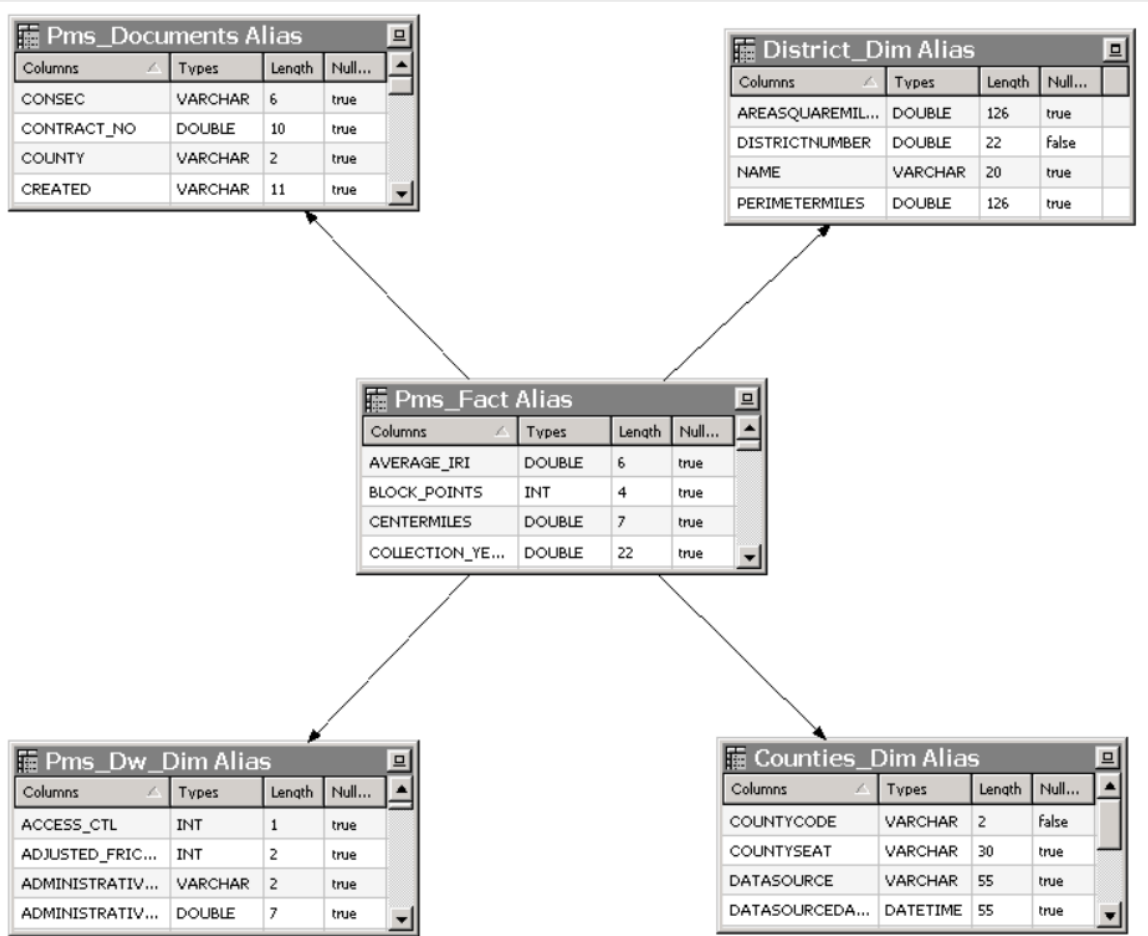 Pms_Documents Alias
Columns Types Length Null...
CONSEC VARCHAR 6 true
CONTRACT_NO DOUBLE 10 true
COUNTY VARCHAR 2 true
CREATED VARCHAR 11 true
District_Dim Alias
Columns Types Length Null...
AREASQUAREMIL... DOUBLE 126 true
DISTRICTNUMBER DOUBLE 22 false
NAME VARCHAR 20 true
PERIMETERMILES DOUBLE 126 true
Pms_Fact Alias
Columns Types Length Null...
AVERAGE_IRI DOUBLE 6 true
BLOCK_POINTS INT 4 true
CENTERMILES DOUBLE 7 true
COLLECTION_YE... DOUBLE 22 true
Pms_Dw_Dim Alias
Columns Types Length Null...
ACCESS_CTL INT 1 true
ADJUSTED_FRIC... INT 2 true
ADMINISTRATIV... VARCHAR 2 true
ADMINISTRATIV... DOUBLE 7 true
Counties_Dim Alias
Columns Types Length Null...
COUNTYCODE VARCHAR 2 false
COUNTYSEAT VARCHAR 30 true
DATASOURCE VARCHAR 55 true
DATASOURCEDA... DATETIME 55 true